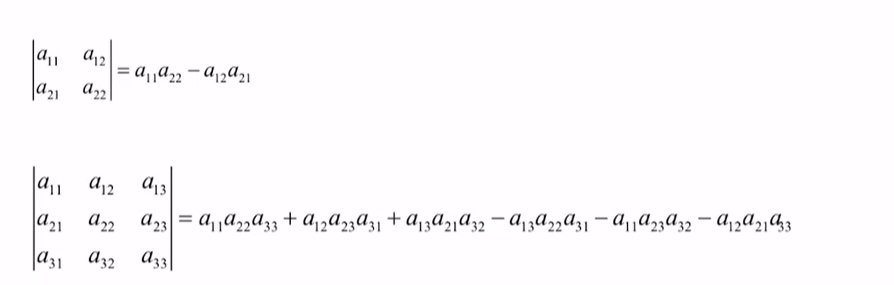 |a₁₁ a₁₂|
|a₂₁ a₂₂| = a₁₁a₂₂ − a₁₂a₂₁
|a₁₁ a₁₂ a₁₃|
|a₂₁ a₂₂ a₂₃| = a₁₁a₂₂a₃₃ + a₁₂a₂₃a₃₁ + a₁₃a₂₁a₃₂ − a₁₃a₂₂a₃₁ − a₁₁a₂₃a₃₂ − a₁₂a₂₁a₃₃
|a₃₁ a₃₂ a₃₃|